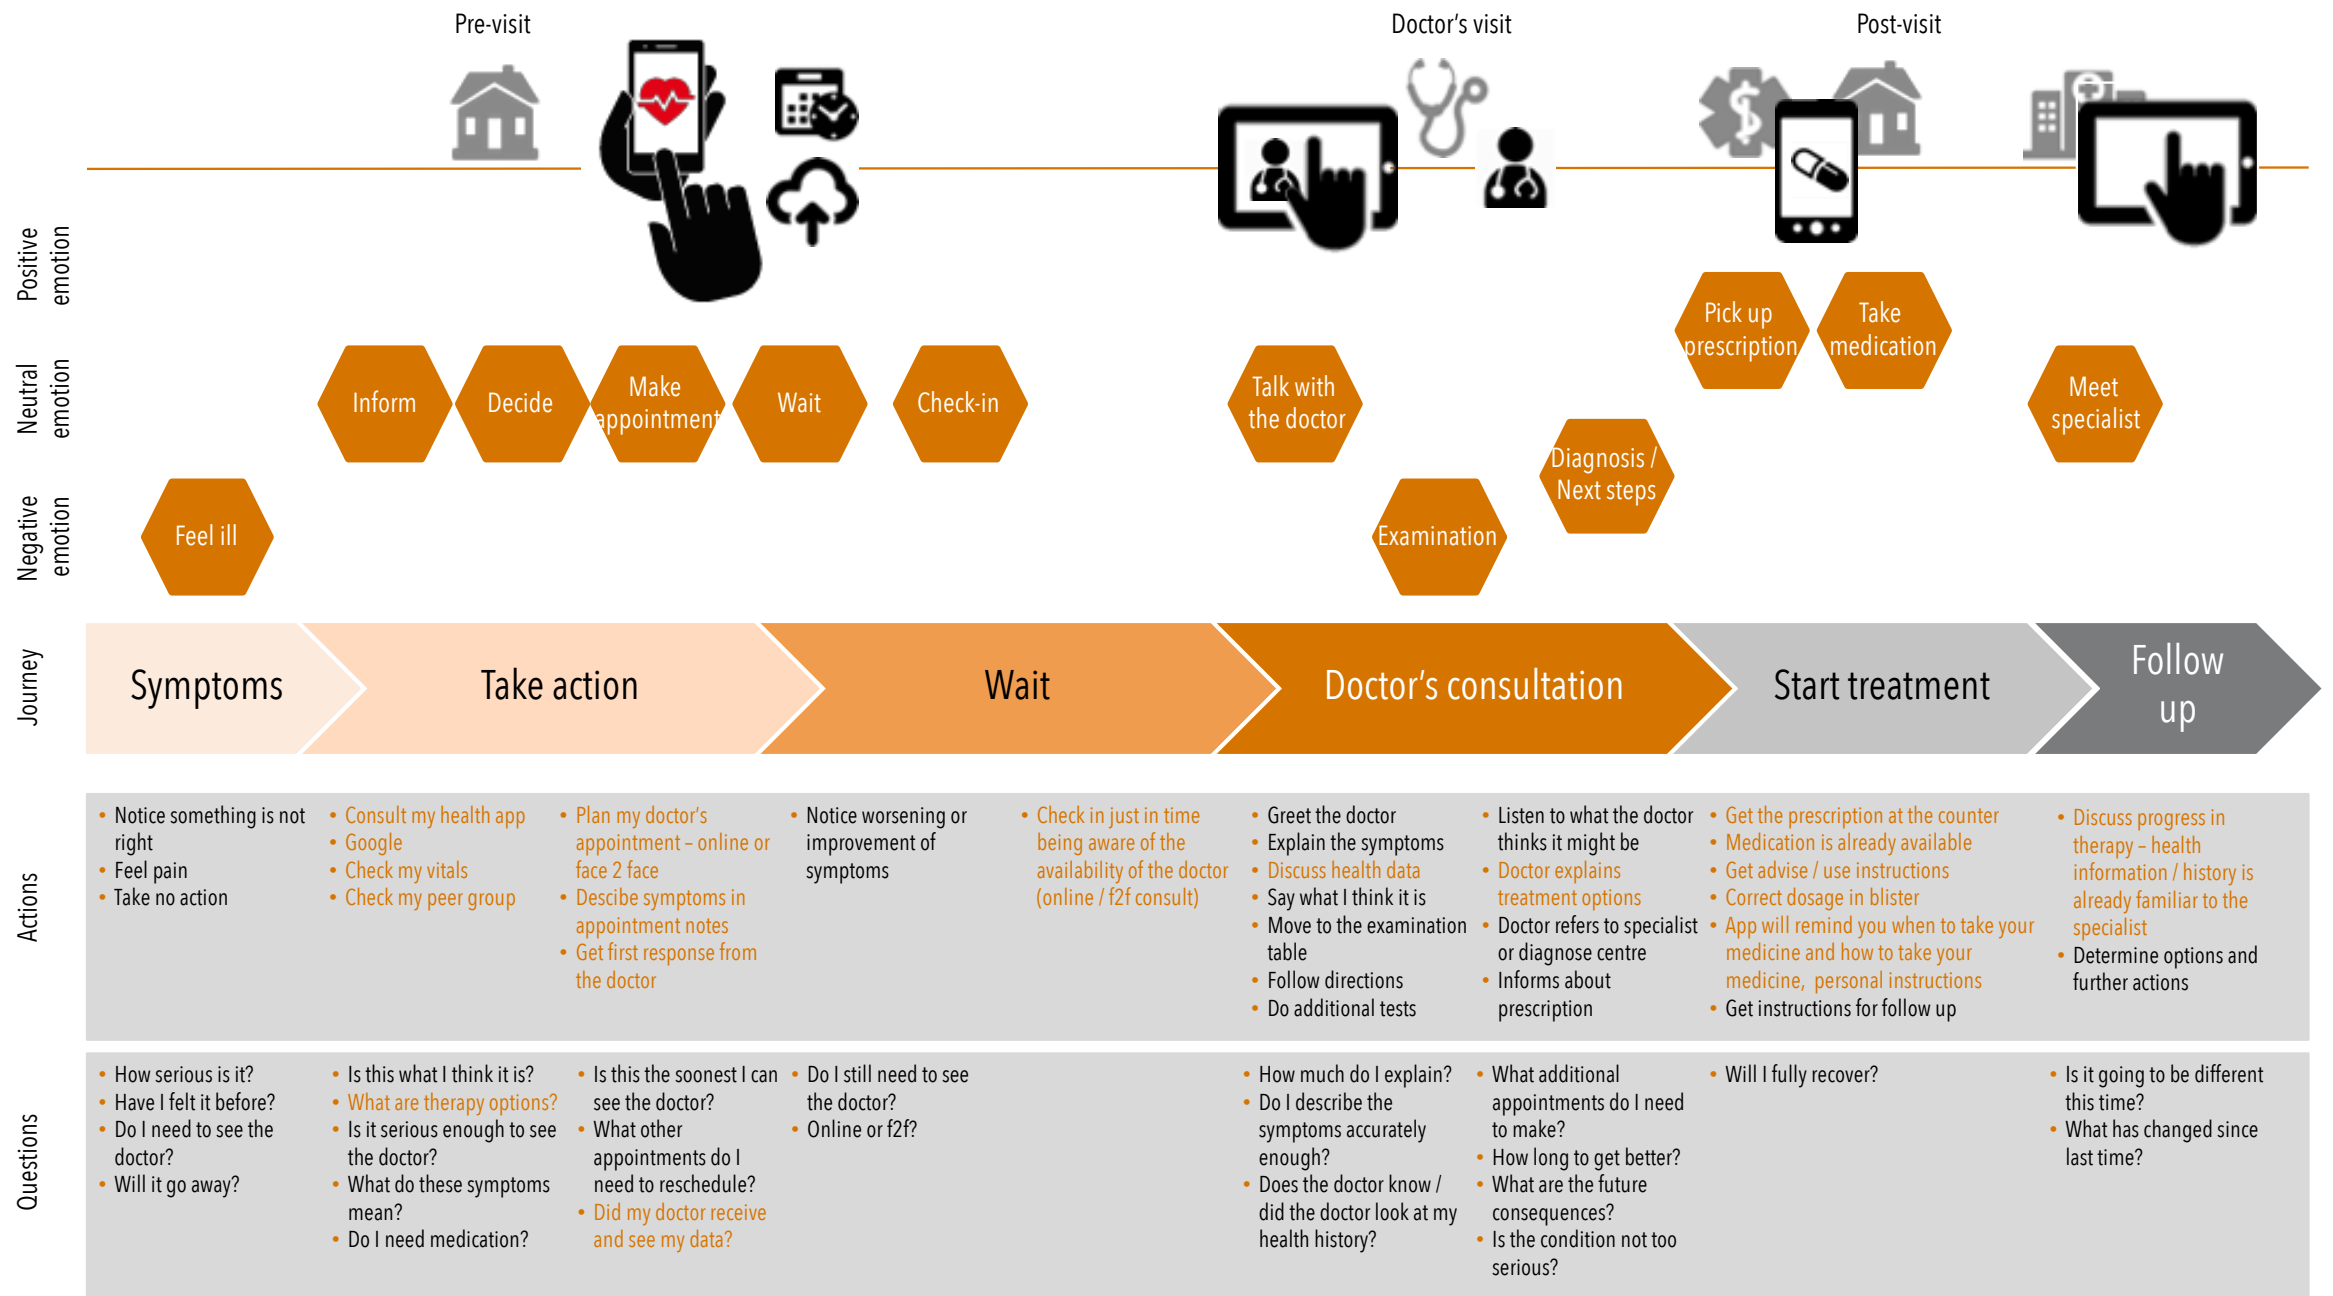 Pre-visit
Doctor's visit
Post-visit
Positive
emotion
Neutral
emotion
Negative
emotion
Feel ill
Inform
Decide
Make
appointment
Wait
Check-in
Talk with
the doctor
Examination
Diagnosis /
Next steps
Pick up
prescription
Take
medication
Meet
specialist
Journey
Symptoms
Take action
Wait
Doctor's consultation
Start treatment
Follow
up
Actions
• Notice something is not
right
• Feel pain
• Take no action
• Consult my health app
• Google
• Check my vitals
• Check my peer group
• Plan my doctor's
appointment – online or
face 2 face
• Descibe symptoms in
appointment notes
• Get first response from
the doctor
• Notice worsening or
improvement of
symptoms
• Check in just in time
being aware of the
availability of the doctor
(online / f2f consult)
• Greet the doctor
• Explain the symptoms
• Discuss health data
• Say what I think it is
• Move to the examination
table
• Follow directions
• Do additional tests
• Listen to what the doctor
thinks it might be
• Doctor explains
treatment options
• Doctor refers to specialist
or diagnose centre
• Informs about
prescription
• Get the prescription at the counter
• Medication is already available
• Get advise / use instructions
• Correct dosage in blister
• App will remind you when to take your
medicine and how to take your
medicine, personal instructions
• Get instructions for follow up
• Discuss progress in
therapy – health
information / history is
already familiar to the
specialist
• Determine options and
further actions
Questions
• How serious is it?
• Have I felt it before?
• Do I need to see the
doctor?
• Will it go away?
• Is this what I think it is?
• What are therapy options?
• Is it serious enough to see
the doctor?
• What do these symptoms
mean?
• Do I need medication?
• Is this the soonest I can
see the doctor?
• What other
appointments do I
need to reschedule?
• Did my doctor receive
and see my data?
• Do I still need to see
the doctor?
• Online or f2f?
• How much do I explain?
• Do I describe the
symptoms accurately
enough?
• Does the doctor know /
did the doctor look at my
health history?
• What additional
appointments do I need
to make?
• How long to get better?
• What are the future
consequences?
• Is the condition not too
serious?
• Will I fully recover?
• Is it going to be different
this time?
• What has changed since
last time?